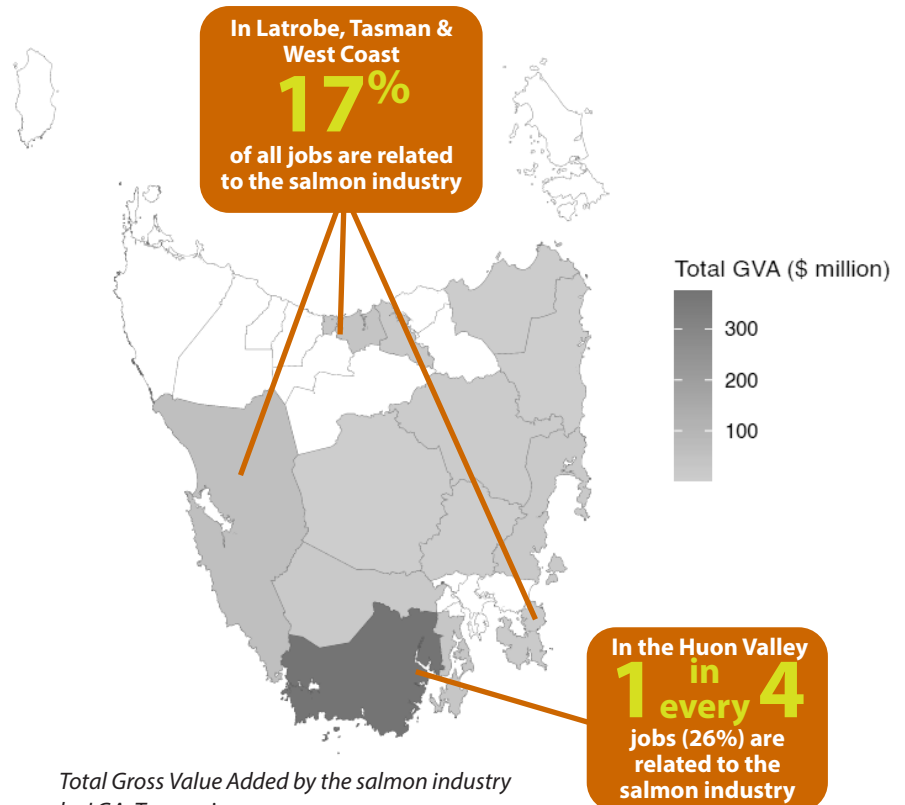 In Latrobe, Tasman &
West Coast
17%
of all jobs are related
to the salmon industry
Total GVA ($ million)
300
200
100
In the Huon Valley
1 in every 4
jobs (26%) are
related to the
salmon industry
Total Gross Value Added by the salmon industry